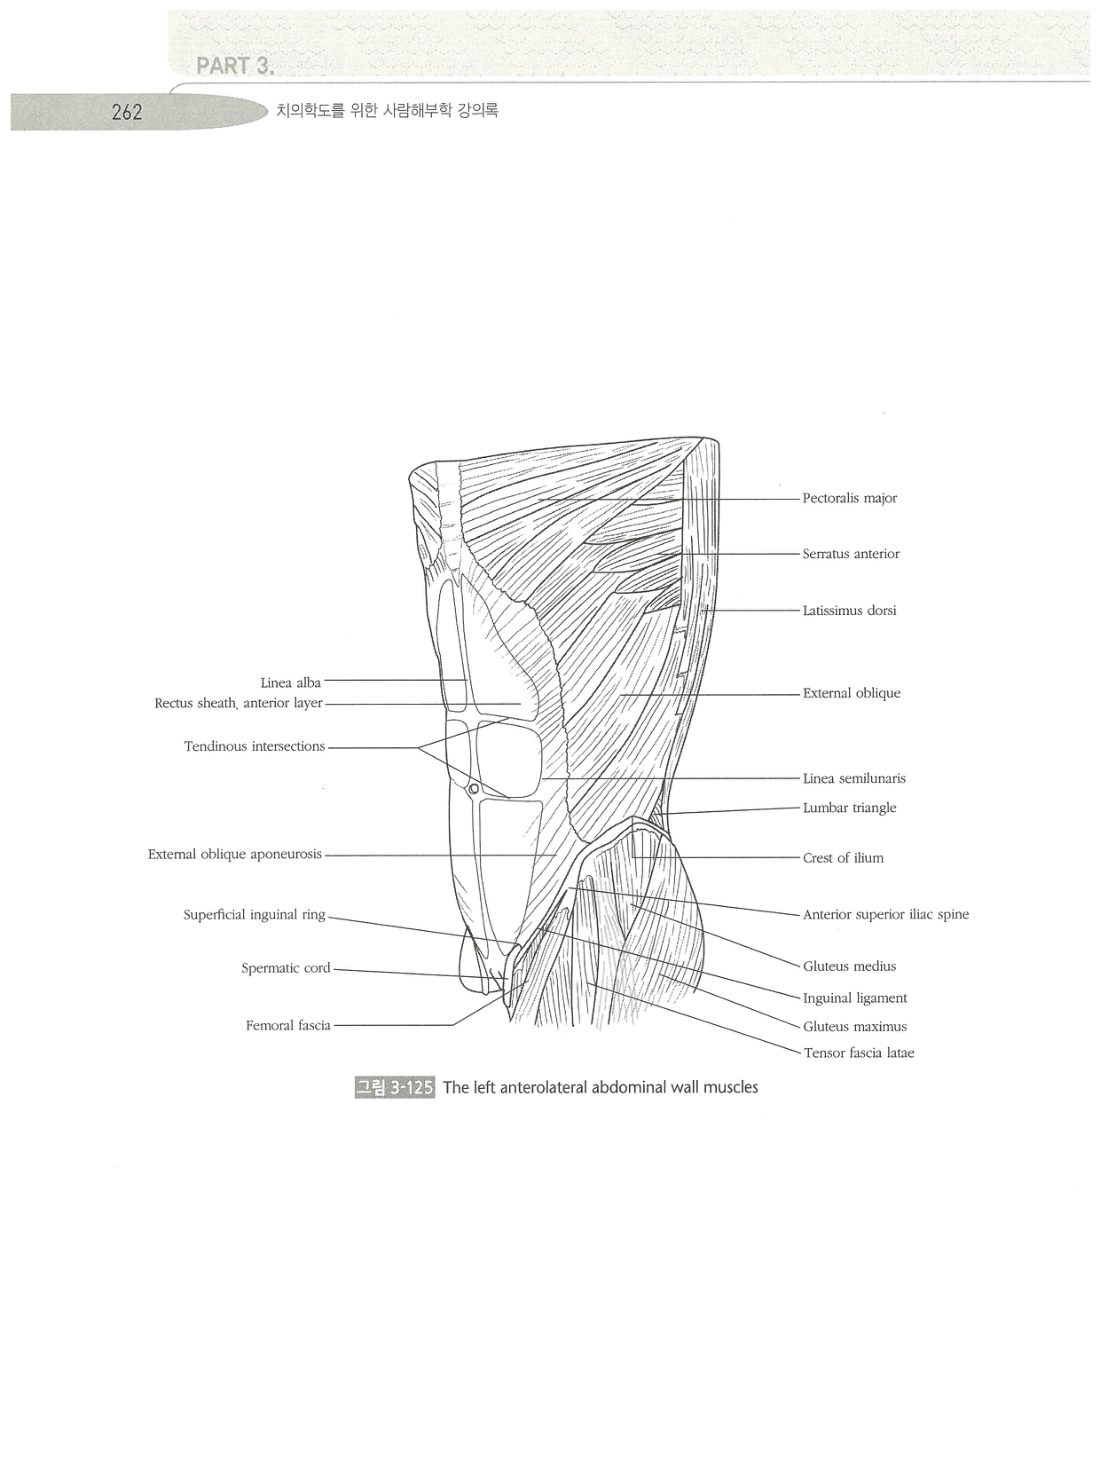 PART 3.
262
치의학도를 위한 사람해부학 강의록
Pectoralis major
Serratus anterior
Latissimus dorsi
Linea alba
Rectus sheath, anterior layer
External oblique
Tendinous intersections
Linea semilunaris
Lumbar triangle
External oblique aponeurosis
Crest of ilium
Superficial inguinal ring
Anterior superior iliac spine
Spermatic cord
Gluteus medius
Inguinal ligament
Femoral fascia
Gluteus maximus
Tensor fascia latae
그림 3-125 The left anterolateral abdominal wall muscles